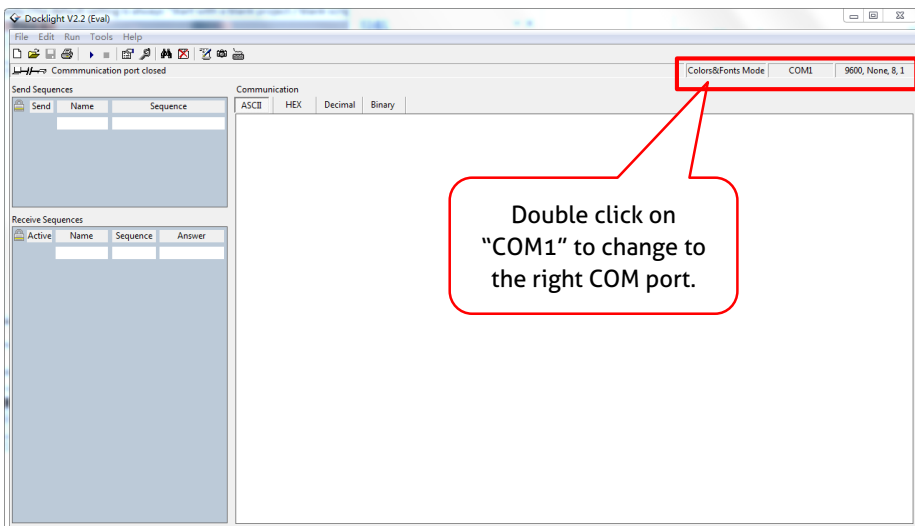 Docklight V2.2 (Eval)
File Edit Run Tools Help
Commmunication port closed
Colors&Fonts Mode COM1 9600, None, 8, 1
Send Sequences
Send Name Sequence
Communication
ASCII HEX Decimal Binary
Double click on
“COM1” to change to
the right COM port.
Receive Sequences
Active Name Sequence Answer